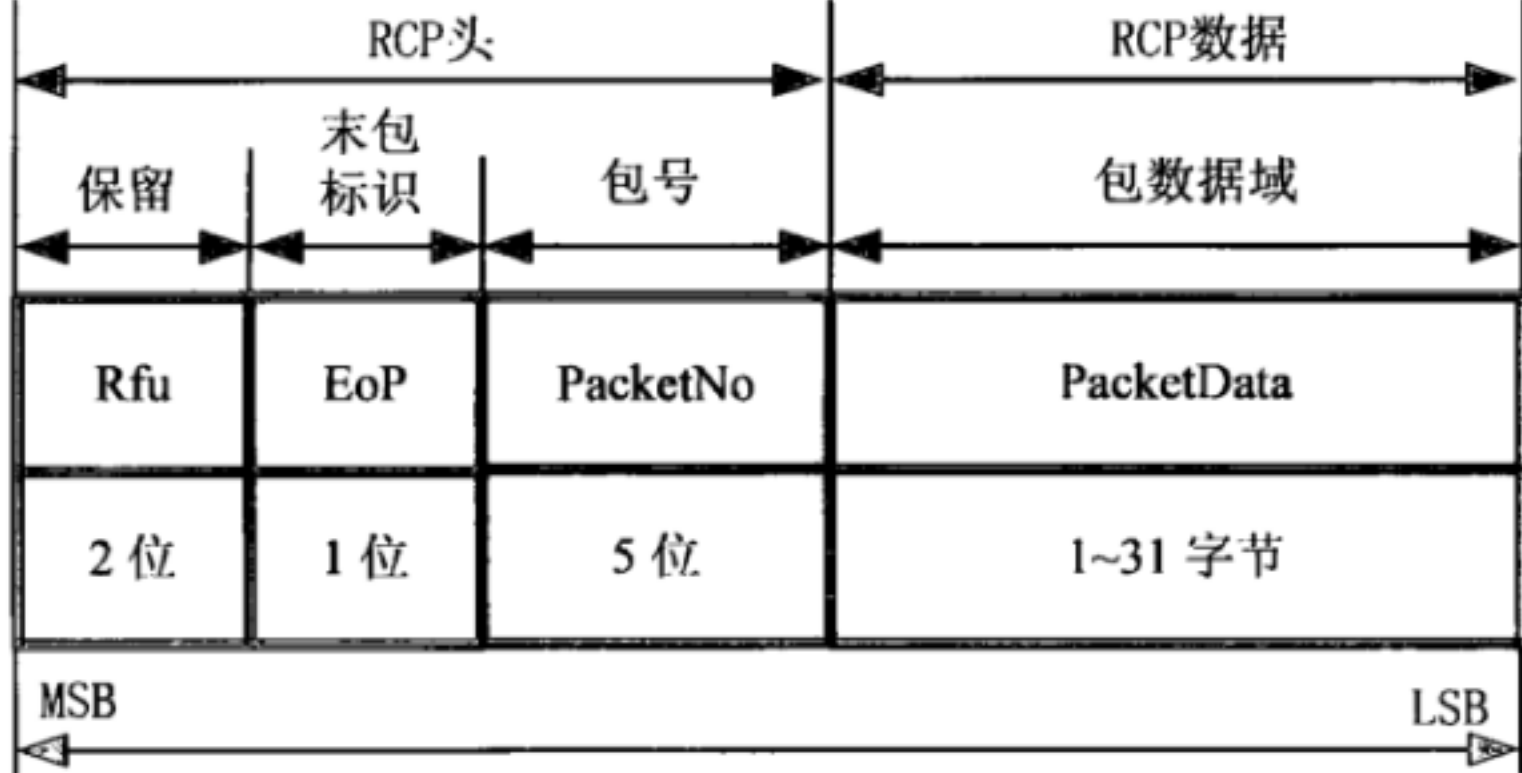 RCP头
RCP数据
末包
标识
保留
包号
包数据域
Rfu
EoP
PacketNo
PacketData
2 位
1 位
5 位
1~31 字节
MSB
LSB